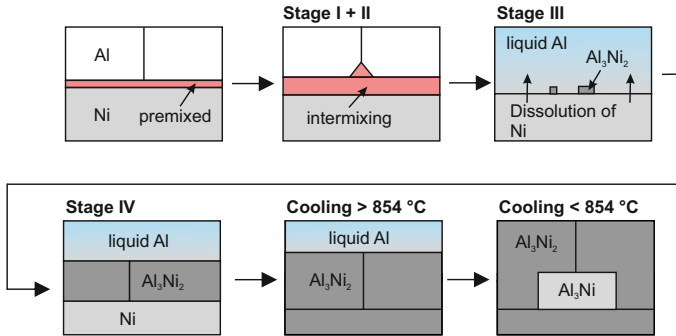 Stage I + II
Stage III
Al
Ni
premixed
intermixing
liquid Al
Al₃Ni₂
Dissolution of
Ni
Stage IV
Cooling > 854 °C
Cooling < 854 °C
liquid Al
Al₃Ni₂
Ni
liquid Al
Al₃Ni₂
Al₃Ni₂
Al₃Ni